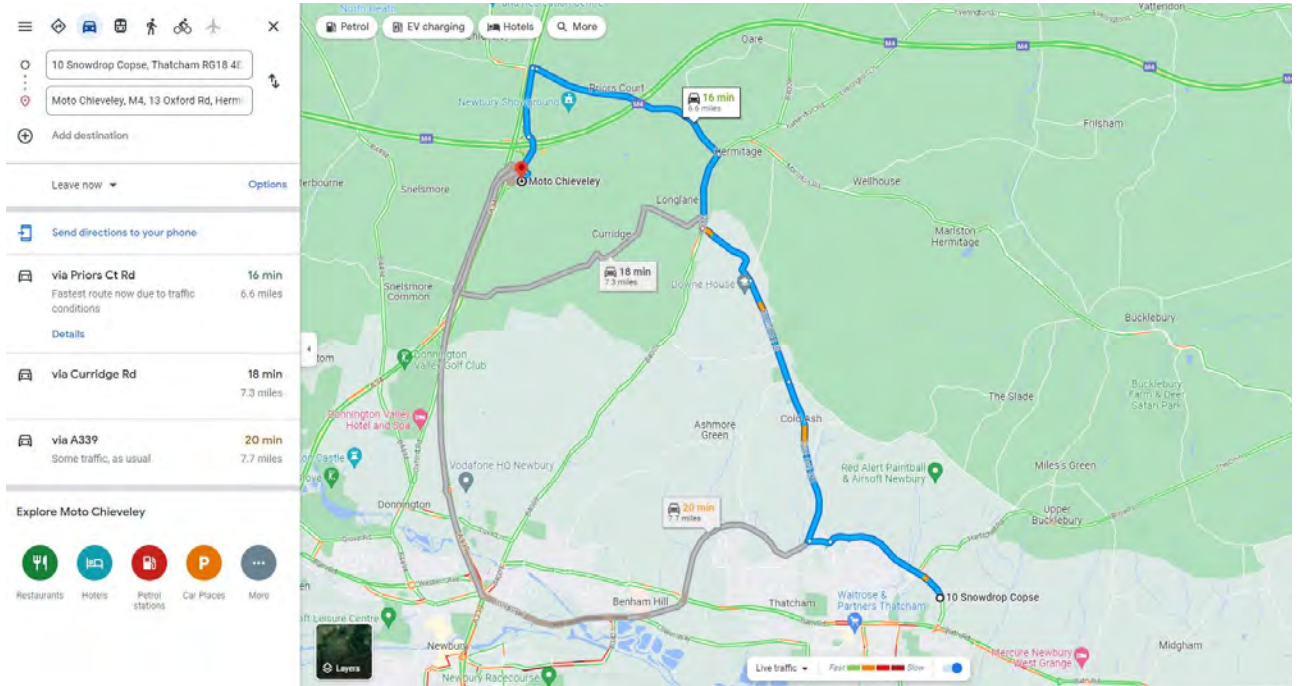 10 Snowdrop Copse, Thatcham RG18
Moto Chieveley, M4, 13 Oxford Rd, Herm
Add destination
Leave now
Options
Send directions to your phone
via Priors Ct Rd
16 min
Fastest route now due to traffic
6.6 miles
conditions
Details
via Curridge Rd
18 min
7.3 miles
via A339
20 min
Some traffic, as usual
7.7 miles
Explore Moto Chieveley
P
Restaurants
Hotels
Petrol
Car Places
More
stations
Petrol
EV charging
Hotels
More
North Heath
Yattendon
Oare
M4
Priors Court
Newbury Showground
M4
16 min
6.6 miles
Frilsham
M4
Hermitage
Moto Chieveley
Snelsmore
Wellhouse
Longlane
Curridge
Marlston
Hermitage
18 min
7.3 miles
Downe House
Snelsmore
Common
Bucklebury
Donnington
Valley Golf Club
Bucklebury
Farm & Deer
Safari Park
The Slade
Donnington Valley
Hotel and Spa
Cold Ash
Ashmore
Green
Vodafone HQ Newbury
Red Alert Paintball
& Airsoft Newbury
Miles's Green
20 min
7.7 miles
Donnington
Upper
Bucklebury
10 Snowdrop Copse
Benham Hill
Thatcham
Waitrose &
Partners Thatcham
Newbury
Midgham
Mercure Newbury
West Grange
Layers
Live traffic
Fast
Slow
Newbury Racecourse